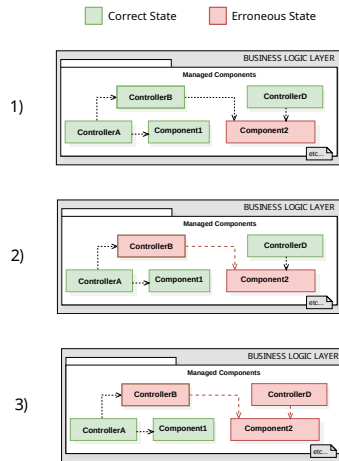 Correct State
Erroneous State
1)
BUSINESS LOGIC LAYER
Managed Components
ControllerB
ControllerD
ControllerA
Component1
Component2
etc...
2)
BUSINESS LOGIC LAYER
Managed Components
ControllerB
ControllerD
ControllerA
Component1
Component2
etc...
3)
BUSINESS LOGIC LAYER
Managed Components
ControllerB
ControllerD
ControllerA
Component1
Component2
etc...